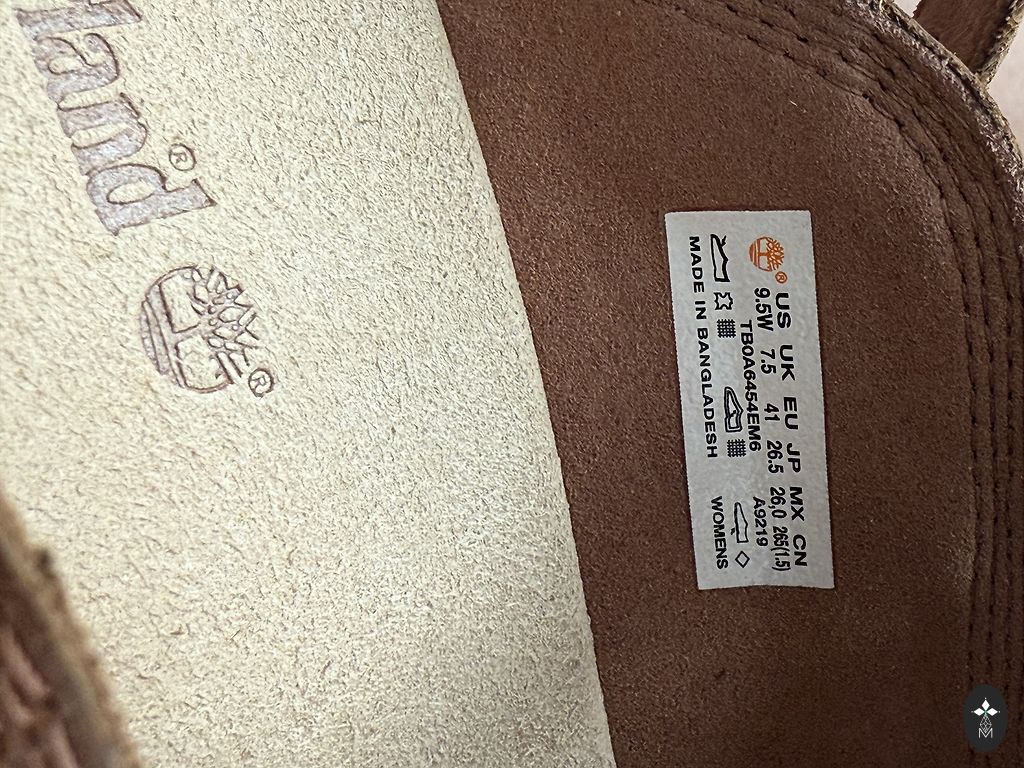 land®
®
® US UK EU JP MX CN
9.5W 7.5 41 26.5 26,0 265(1.5)
TB0A6454EM6 A9219
MADE IN BANGLADESH WOMENS
M